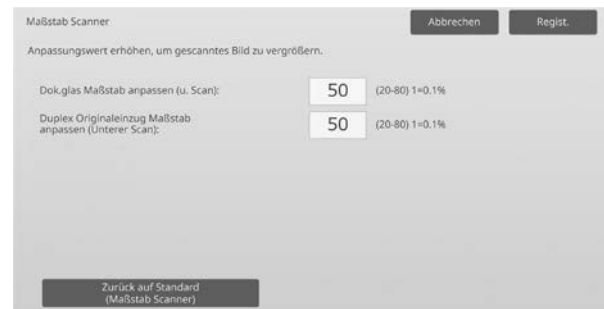 Maßstab Scanner
Abbrechen
Regist.
Anpassungswert erhöhen, um gescanntes Bild zu vergrößern.
Dok.glas Maßstab anpassen (u. Scan):
50
(20-80) 1=0.1%
Duplex Originaleinzug Maßstab
anpassen (Unterer Scan):
50
(20-80) 1=0.1%
Zurück auf Standard
(Maßstab Scanner)